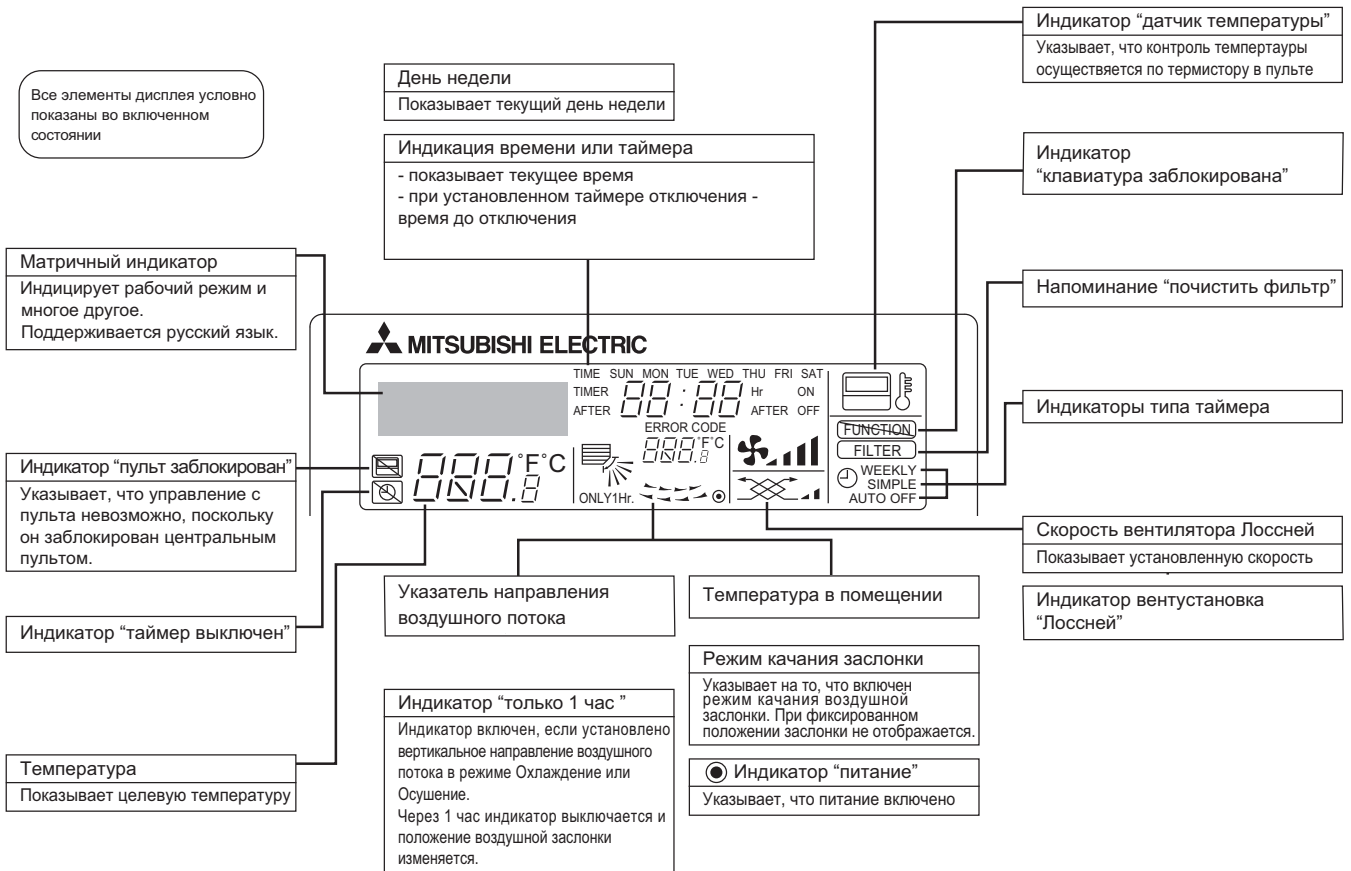 Все элементы дисплея условно
показаны во включенном
состоянии
День недели
Показывает текущий день недели
Индикация времени или таймера
- показывает текущее время
- при установленном таймере отключения -
время до отключения
Индикатор “датчик температуры”
Указывает, что контроль темпертауры
осуществяется по термистору в пульте
Индикатор
“клавиатура заблокирована”
Напоминание “почистить фильтр”
Индикаторы типа таймера
Скорость вентилятора Лоссней
Показывает установленную скорость
Индикатор вентустановка
“Лоссней”
Матричный индикатор
Индицирует рабочий режим и
многое другое.
Поддерживается русский язык.
Индикатор “пульт заблокирован”
Указывает, что управление с
пульта невозможно, поскольку
он заблокирован центральным
пультом.
Индикатор “таймер выключен”
Температура
Показывает целевую температуру
MITSUBISHI ELECTRIC
TIME SUN MON TUE WED THU FRI SAT
TIMER 88:88 Hr ON
AFTER AFTER OFF
ERROR CODE
888.8 °F°C
888.8 °F°C
ONLY1Hr.
FUNCTION
FILTER
WEEKLY
SIMPLE
AUTO OFF
Указатель направления
воздушного потока
Температура в помещении
Индикатор “только 1 час ”
Индикатор включен, если установлено
вертикальное направление воздушного
потока в режиме Охлаждение или
Осушение.
Через 1 час индикатор выключается и
положение воздушной заслонки
изменяется.
Режим качания заслонки
Указывает на то, что включен
режим качания воздушной
заслонки. При фиксированном
положении заслонки не отображается.
Индикатор “питание”
Указывает, что питание включено